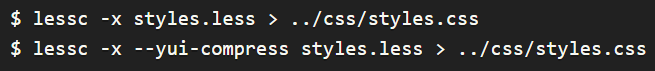 $ lessc -x styles.less > ../css/styles.css
$ lessc -x --yui-compress styles.less > ../css/styles.css